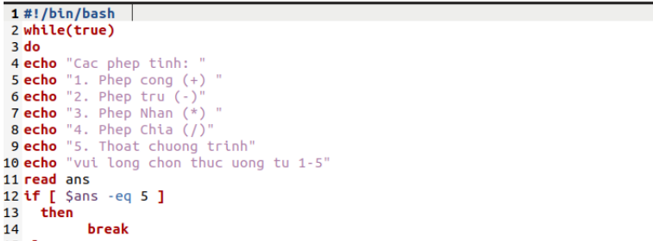 1 #!/bin/bash
2 while(true)
3 do
4 echo "Cac phep tinh: "
5 echo "1. Phep cong (+) "
6 echo "2. Phep tru (-)"
7 echo "3. Phep Nhan (*) "
8 echo "4. Phep Chia (/)"
9 echo "5. Thoat chuong trinh"
10 echo "vui long chon thuc uong tu 1-5"
11 read ans
12 if [ $ans -eq 5 ]
13   then
14        break